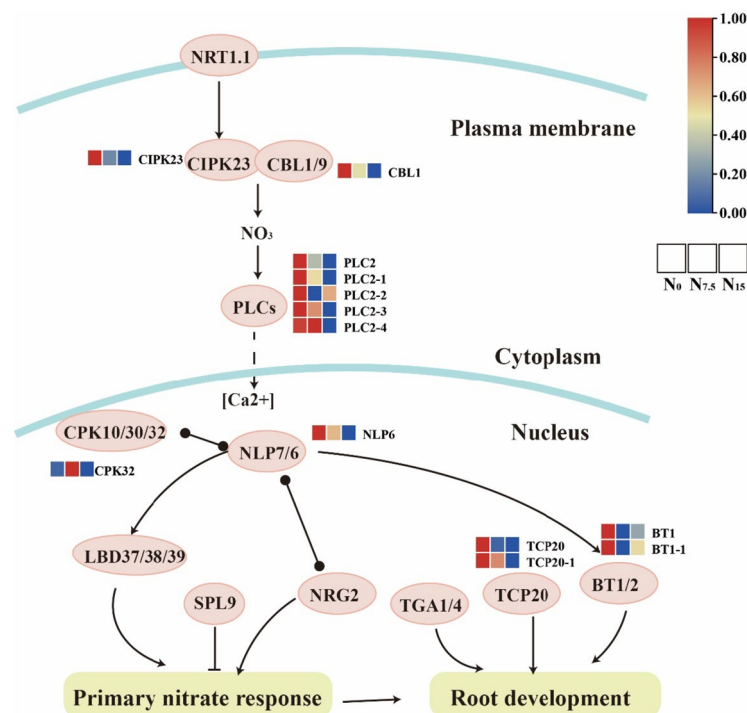 NRT1.1
1.00
0.80
0.60
0.40
0.20
0.00
Plasma membrane
CIPK23
CIPK23
CBL1/9
CBL1
NO3
N0 N7.5 N15
PLCs
PLC2
PLC2-1
PLC2-2
PLC2-3
PLC2-4
Cytoplasm
[Ca2+]
Nucleus
CPK10/30/32
CPK32
NLP7/6
NLP6
LBD37/38/39
SPL9
NRG2
TGA1/4
TCP20
TCP20-1
TCP20
BT1
BT1-1
BT1/2
Primary nitrate response
Root development